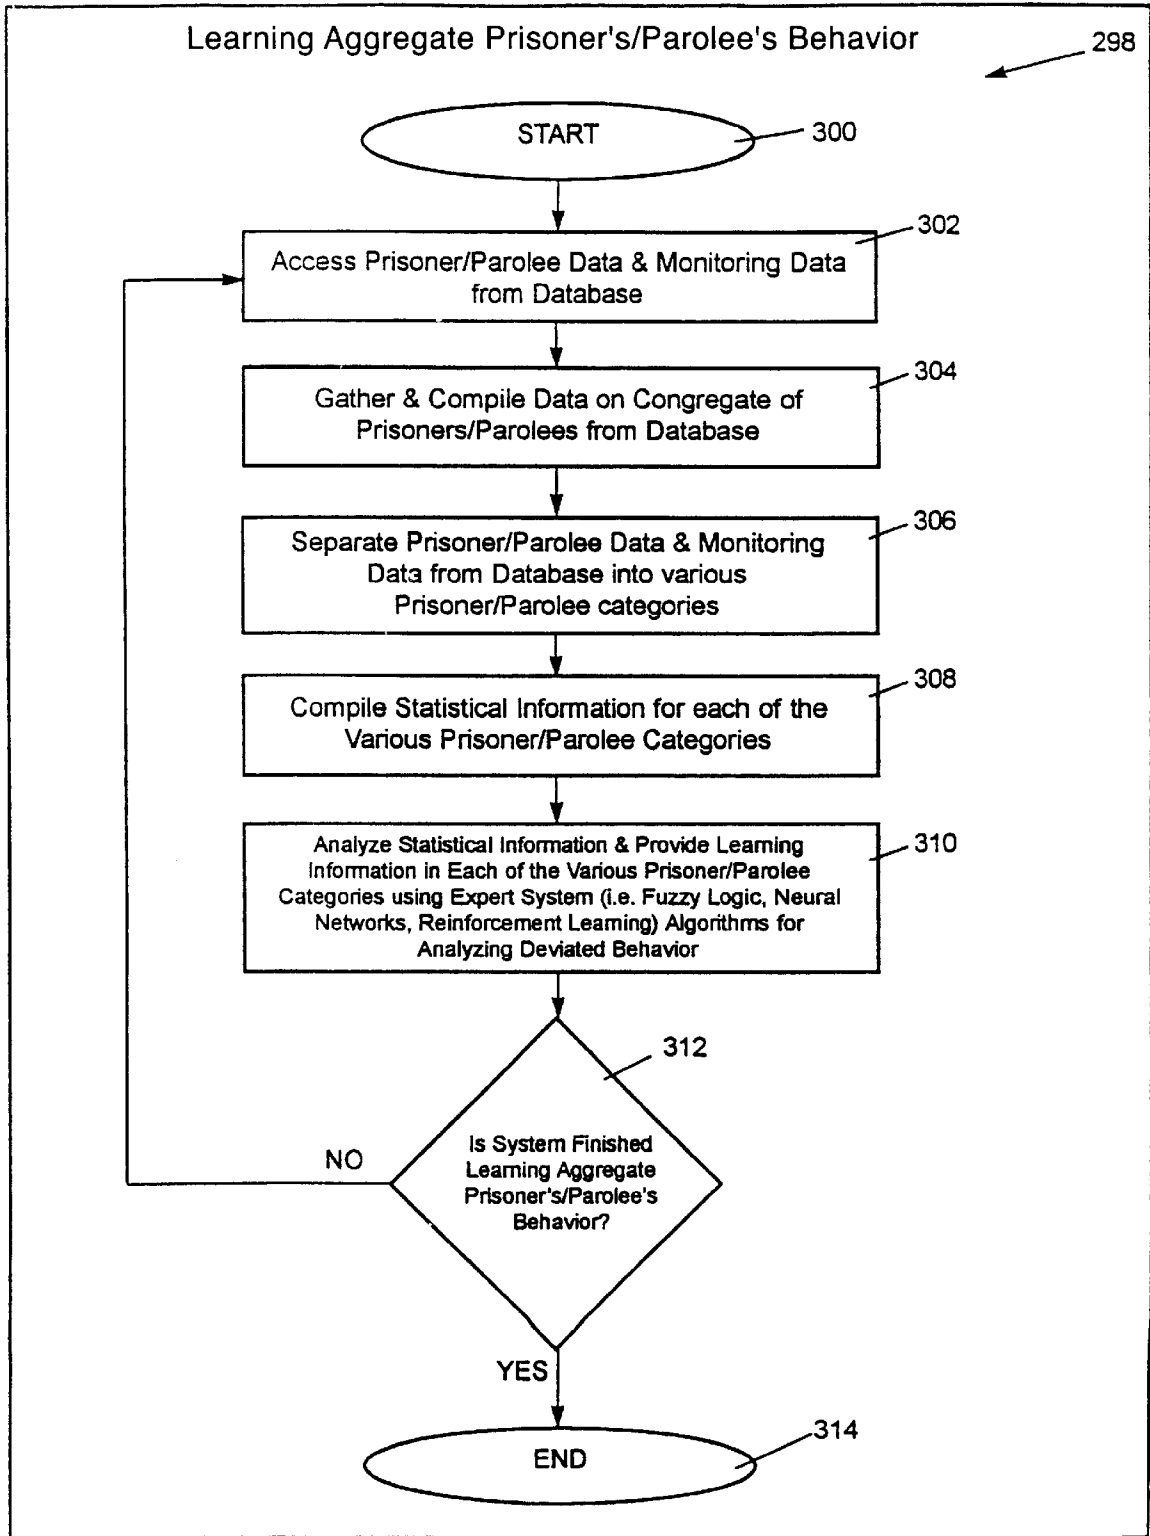 Learning Aggregate Prisoner's/Parolee's Behavior
298
START
300
302
Access Prisoner/Parolee Data & Monitoring Data
from Database
304
Gather & Compile Data on Congregate of
Prisoners/Parolees from Database
306
Separate Prisoner/Parolee Data & Monitoring
Data from Database into various
Prisoner/Parolee categories
308
Compile Statistical Information for each of the
Various Prisoner/Parolee Categories
310
Analyze Statistical Information & Provide Learning
Information in Each of the Various Prisoner/Parolee
Categories using Expert System (i.e. Fuzzy Logic, Neural
Networks, Reinforcement Learning) Algorithms for
Analyzing Deviated Behavior
312
Is System Finished
Learning Aggregate
Prisoner's/Parolee's
Behavior?
NO
YES
END
314